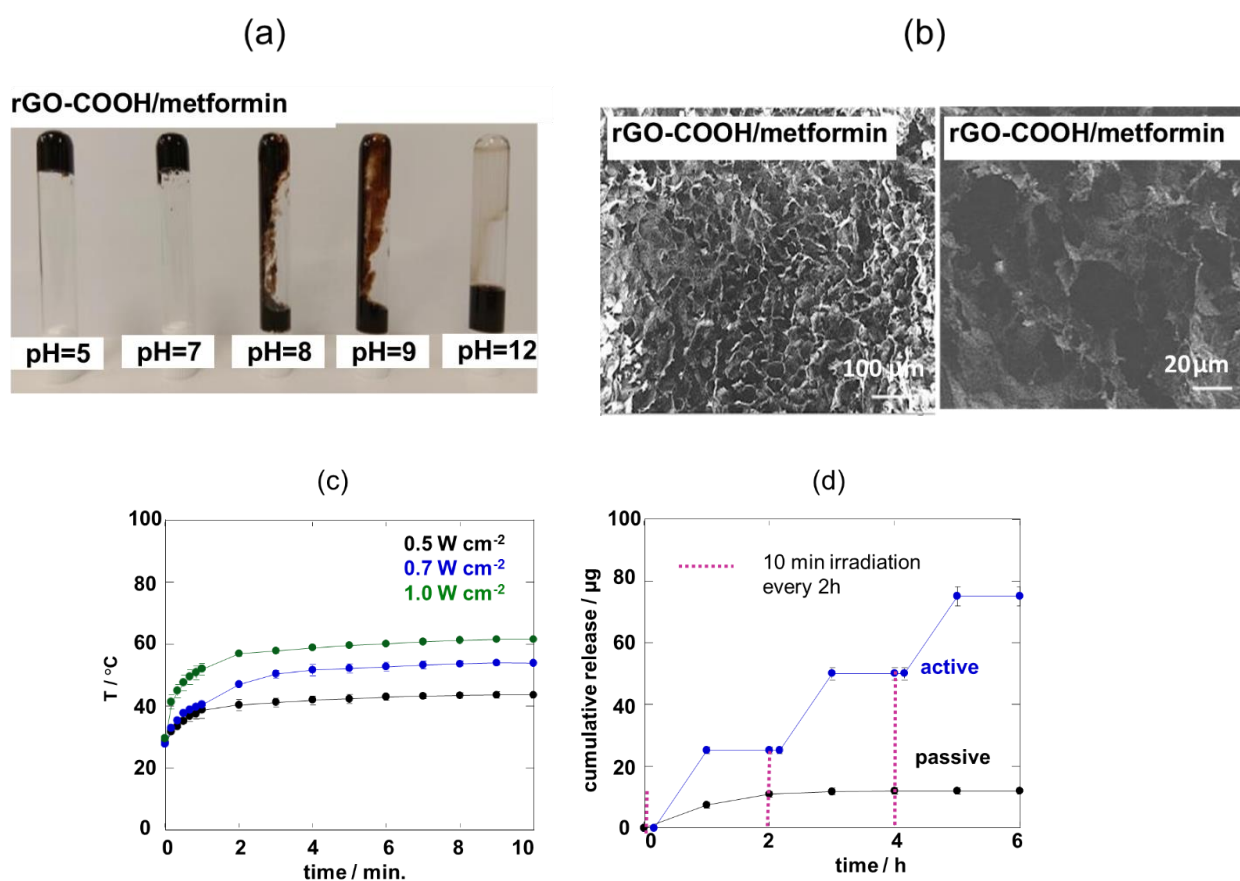 (a)
rGO-COOH/metformin
pH=5
pH=7
pH=8
pH=9
pH=12
(b)
rGO-COOH/metformin
100 µm
rGO-COOH/metformin
20 µm
(c)
100
80
60
40
20
0
T / °C
0.5 W cm-2
0.7 W cm-2
1.0 W cm-2
0 2 4 6 8 10
time / min.
(d)
100
80
60
40
20
0
cumulative release / µg
10 min irradiation
every 2h
active
passive
0 2 4 6
time / h